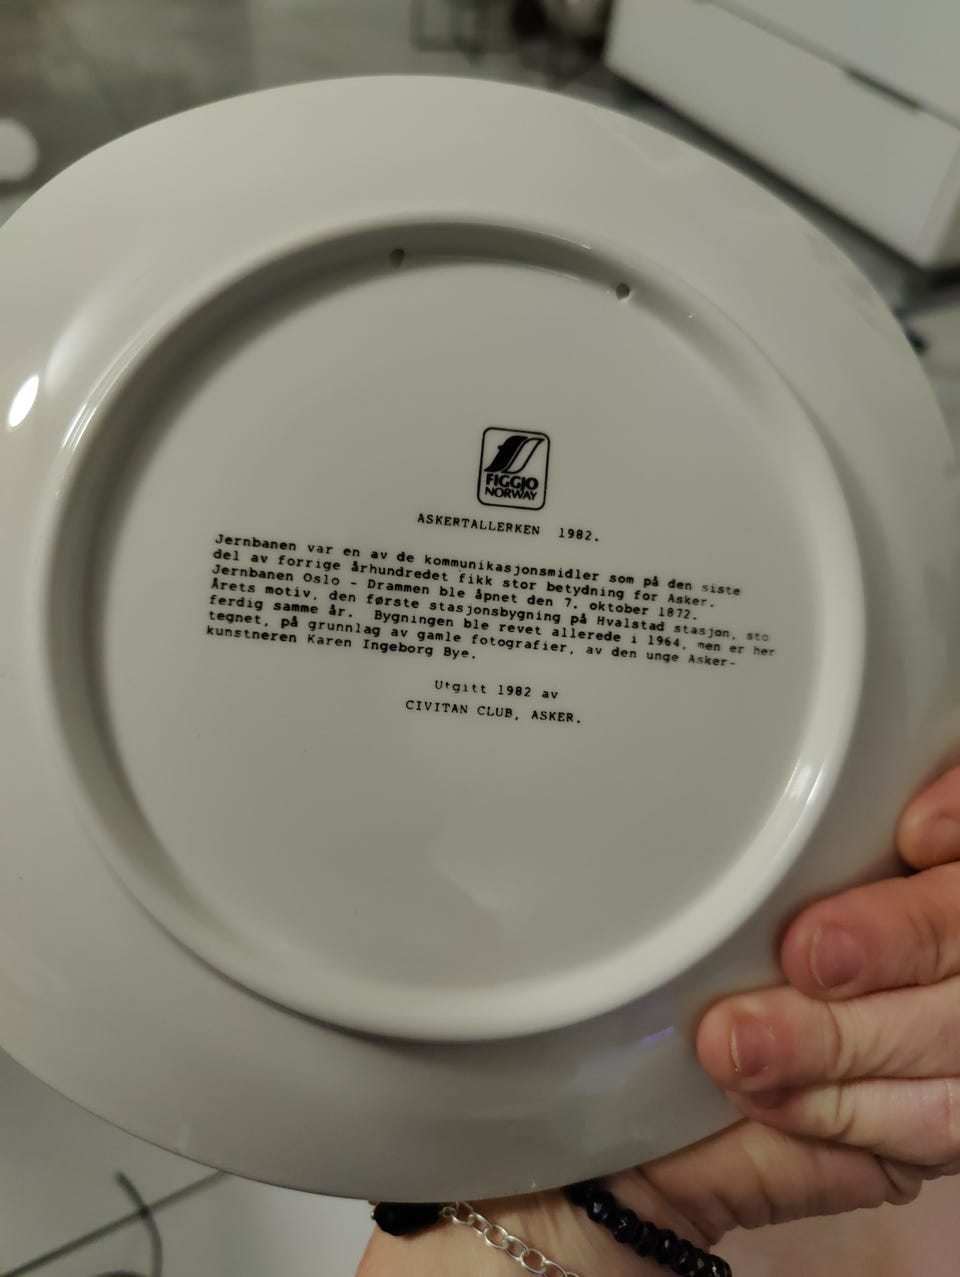 FIGGJO
NORWAY
ASKERTALLERKEN 1982.
Jernbanen var en av de kommunikasjonsmidler som på den siste
del av forrige århundredet fikk stor betydning for Asker.
Jernbanen Oslo - Drammen ble åpnet den 7. oktober 1872.
Årets motiv, den første stasjonsbygning på Hvalstad stasjon, sto
ferdig samme år. Bygningen ble revet allerede i 1964, men er her
tegnet, på grunnlag av gamle fotografier, av den unge Asker-
kunstneren Karen Ingeborg Bye.
Utgitt 1982 av
CIVITAN CLUB, ASKER.